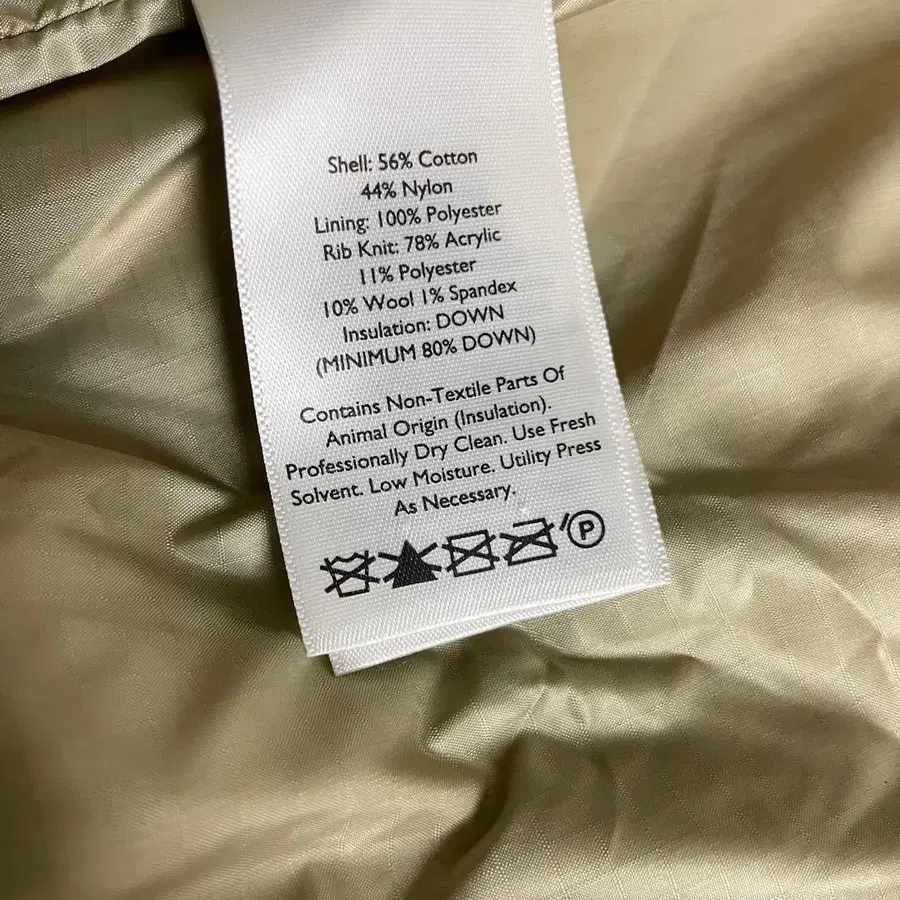 Shell: 56% Cotton
44% Nylon
Lining: 100% Polyester
Rib Knit: 78% Acrylic
11% Polyester
10% Wool 1% Spandex
Insulation: DOWN
(MINIMUM 80% DOWN)
Contains Non-Textile Parts Of
Animal Origin (Insulation).
Professionally Dry Clean. Use Fresh
Solvent. Low Moisture. Utility Press
As Necessary.
P